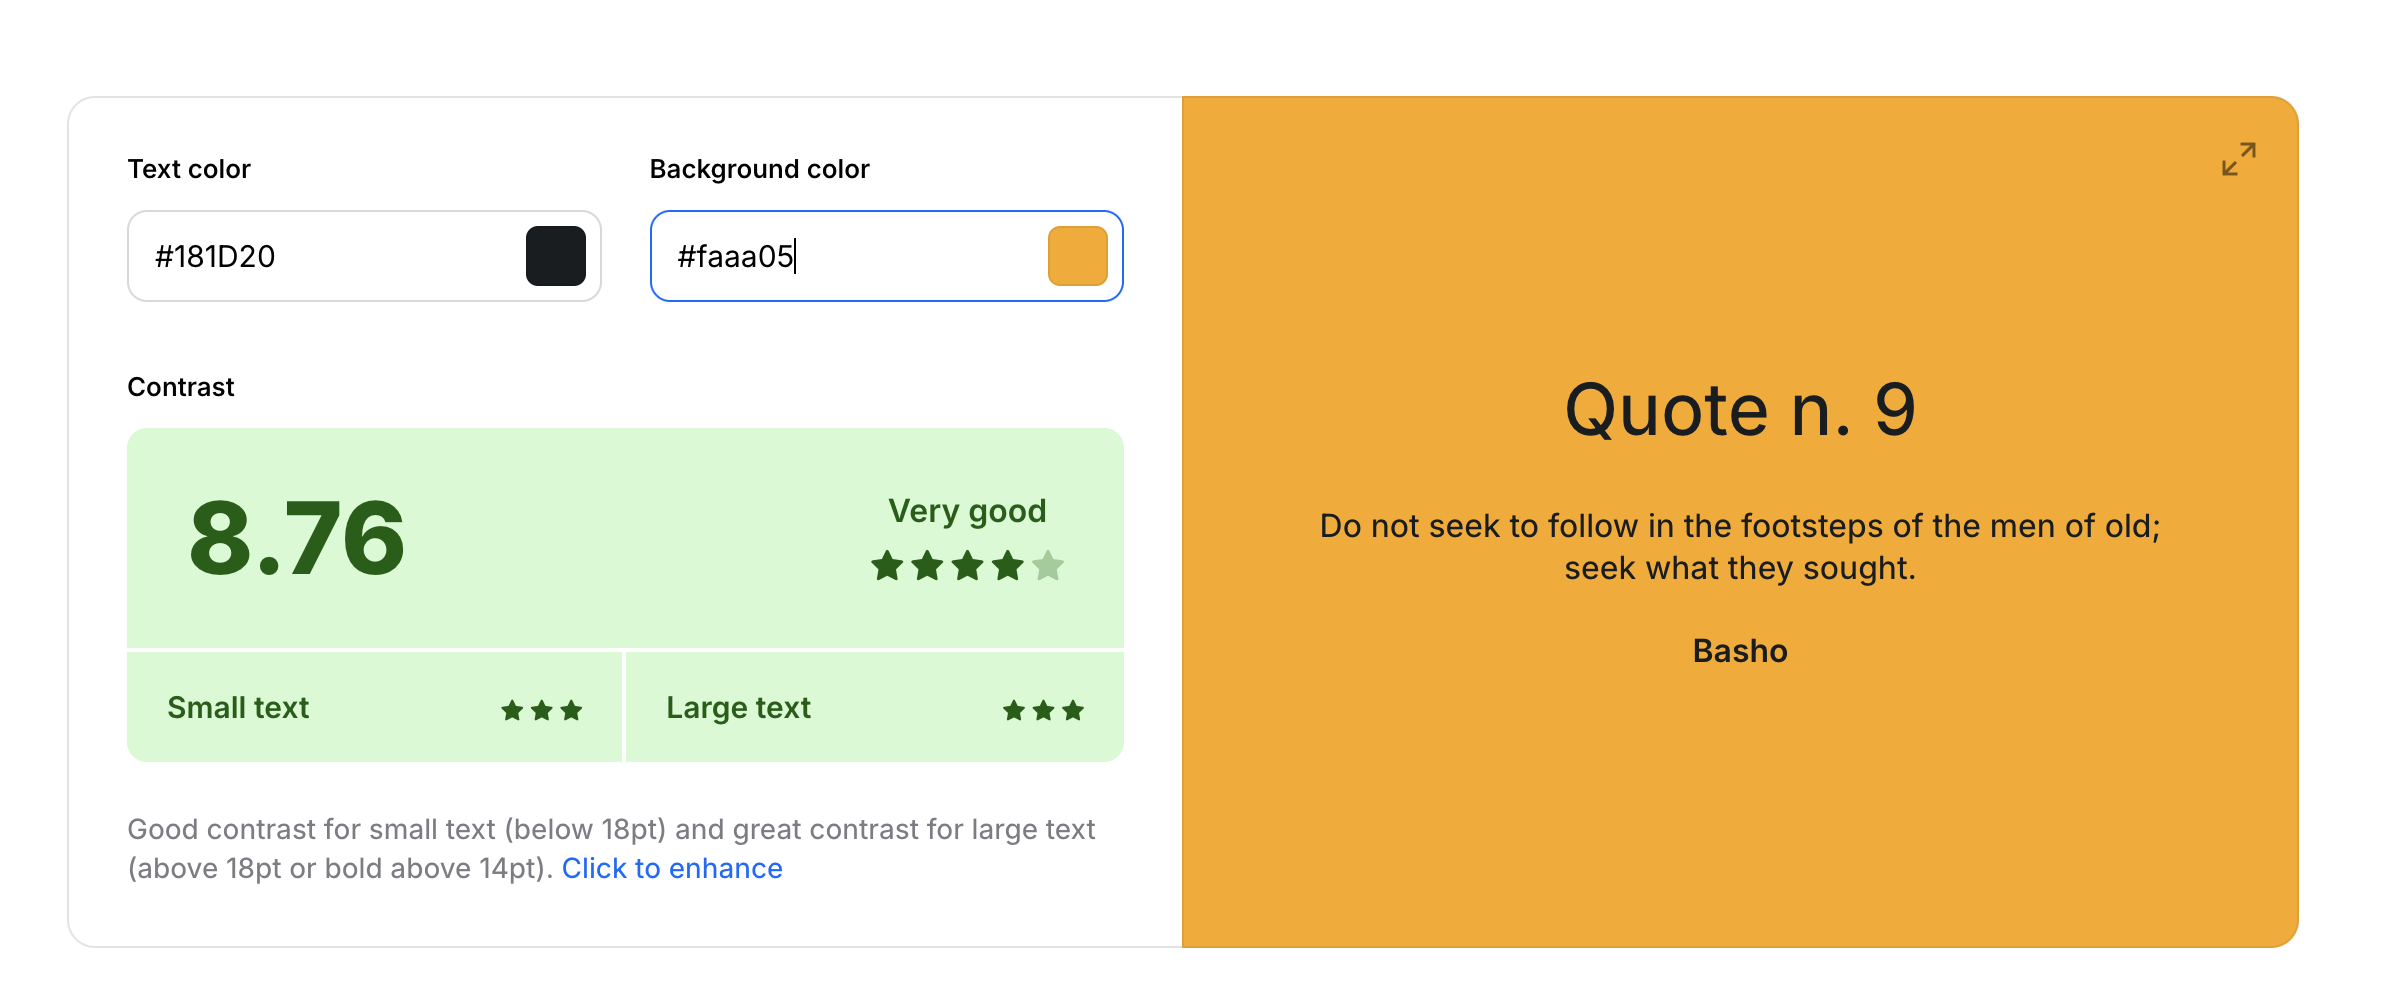 Text color
Background color
#181D20
#faaa05
Contrast
8.76
Very good
Small text
Large text
Good contrast for small text (below 18pt) and great contrast for large text
(above 18pt or bold above 14pt). Click to enhance
Quote n. 9
Do not seek to follow in the footsteps of the men of old;
seek what they sought.
Basho